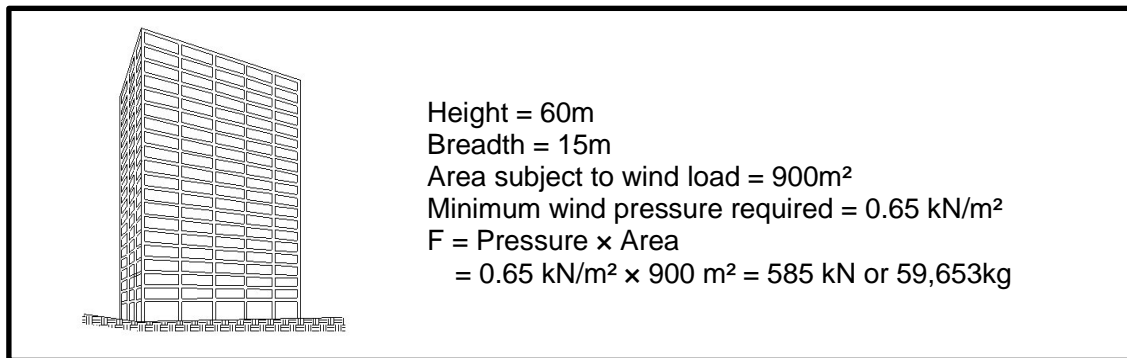 Height = 60m
Breadth = 15m
Area subject to wind load = 900m²
Minimum wind pressure required = 0.65 kN/m²
F = Pressure × Area
= 0.65 kN/m² × 900 m² = 585 kN or 59,653kg